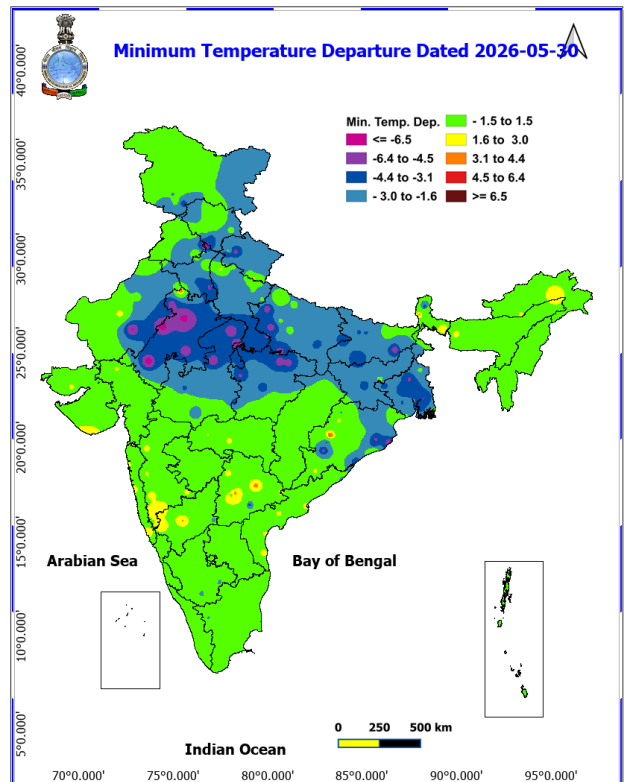 Minimum Temperature Departure Dated 2026-05-30
40°0.000'
35°0.000'
30°0.000'
25°0.000'
20°0.000'
15°0.000'
10°0.000'
5°0.000'
Min. Temp. Dep.
<= -6.5
-6.4 to -4.5
-4.4 to -3.1
- 3.0 to -1.6
- 1.5 to 1.5
1.6 to 3.0
3.1 to 4.4
4.5 to 6.4
>= 6.5
Arabian Sea
Bay of Bengal
Indian Ocean
0 250 500 km
70°0.000' 75°0.000' 80°0.000' 85°0.000' 90°0.000' 95°0.000'